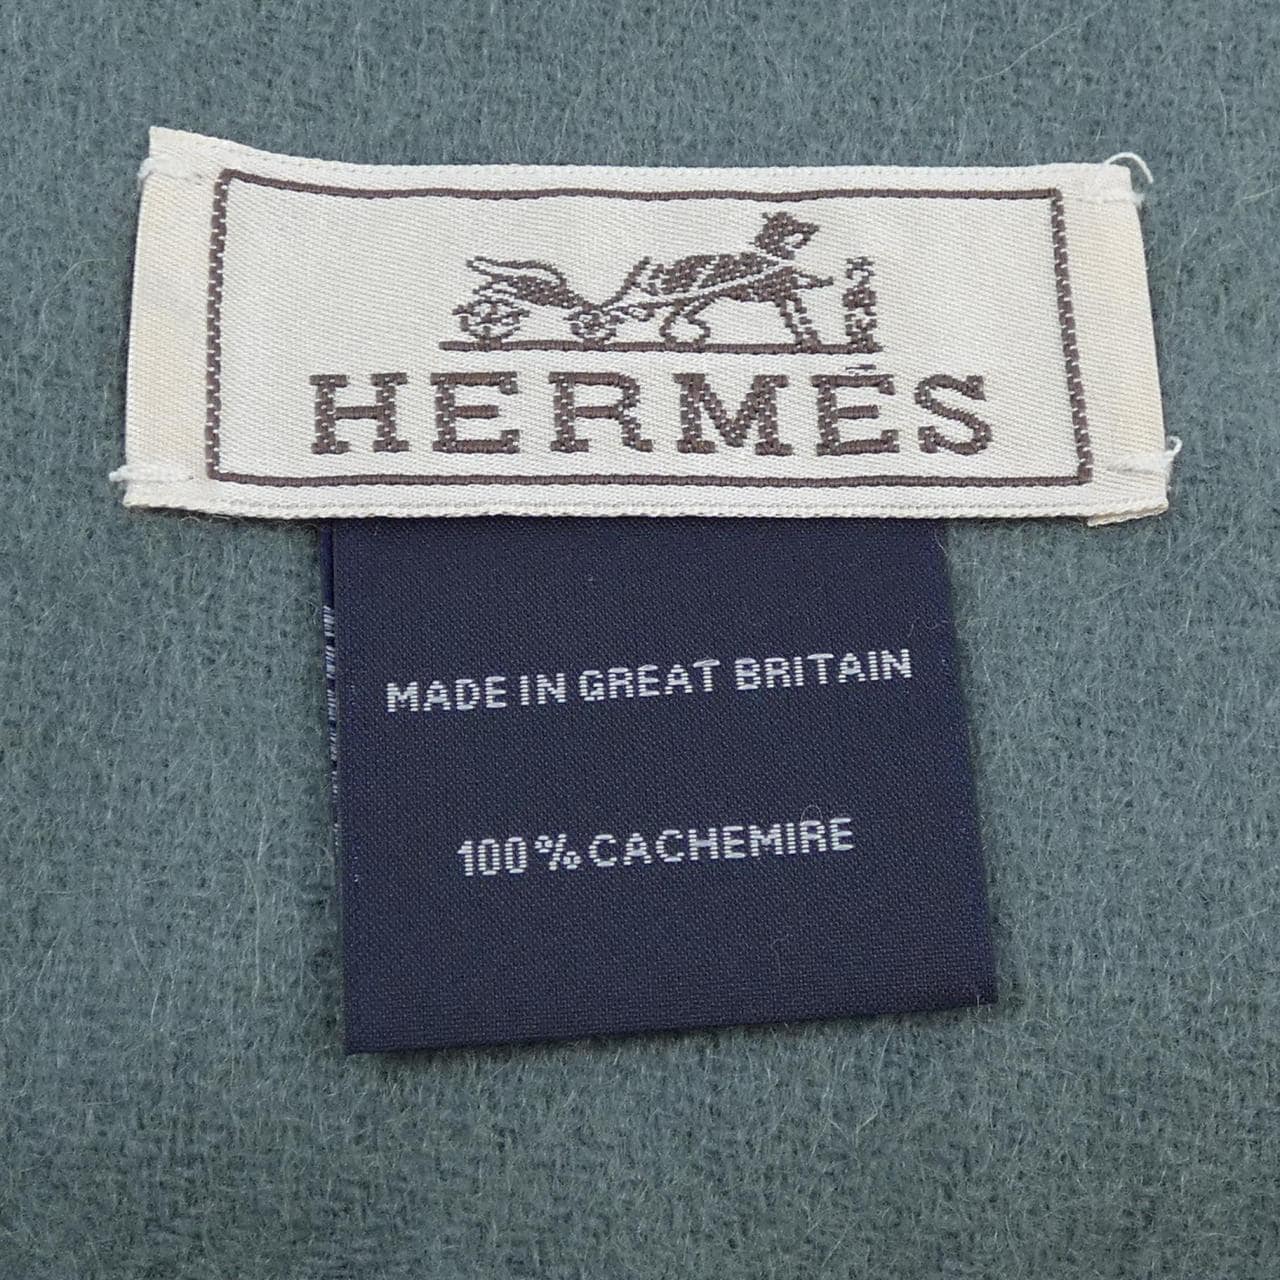 HERMÈS
MADE IN GREAT BRITAIN
100% CACHEMIRE